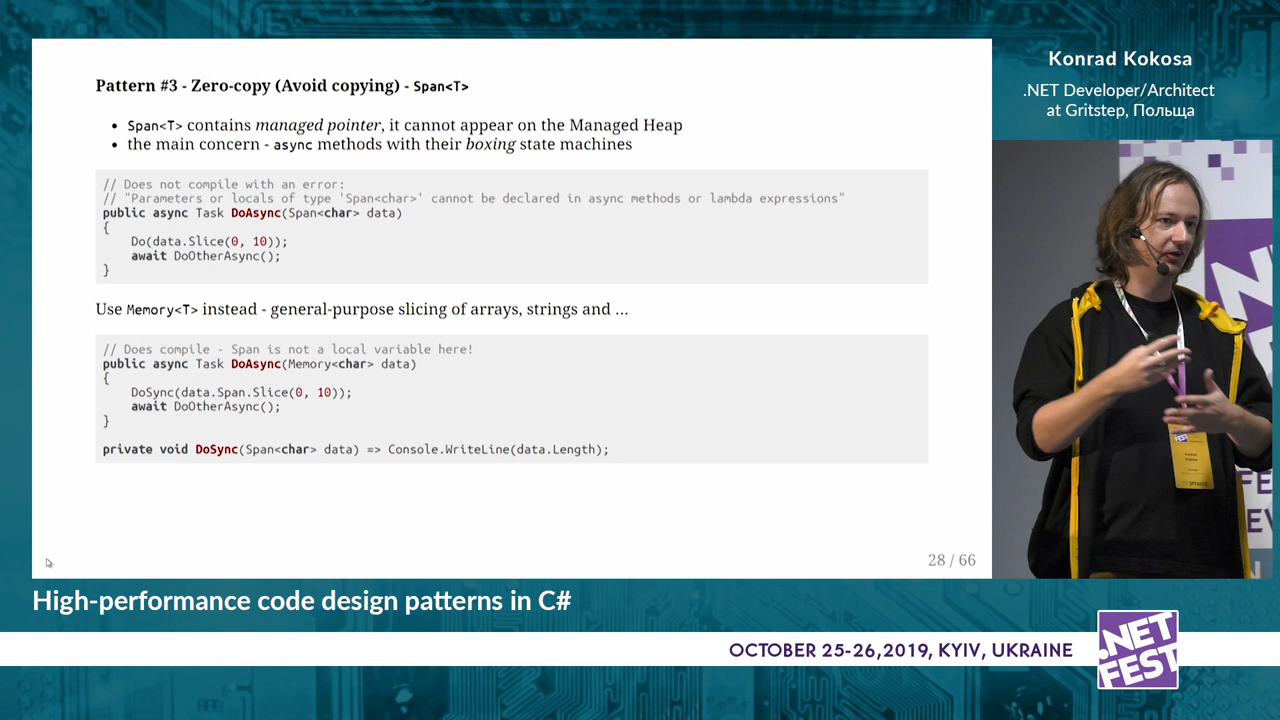 Pattern #3 - Zero-copy (Avoid copying) - Span<T>
• Span<T> contains managed pointer, it cannot appear on the Managed Heap
• the main concern - async methods with their boxing state machines
// Does not compile with an error:
// "Parameters or locals of type 'Span<char>' cannot be declared in async methods or lambda expressions"
public async Task DoAsync(Span<char> data)
{
    Do(data.Slice(0, 10));
    await DoOtherAsync();
}
Use Memory<T> instead - general-purpose slicing of arrays, strings and ...
// Does compile - Span is not a local variable here!
public async Task DoAsync(Memory<char> data)
{
    DoSync(data.Span.Slice(0, 10));
    await DoOtherAsync();
}
private void DoSync(Span<char> data) => Console.WriteLine(data.Length);
28 / 66
Konrad Kokosa
.NET Developer/Architect
at Gritstep, Польща
High-performance code design patterns in C#
OCTOBER 25-26,2019, KYIV, UKRAINE
.NET
FEST